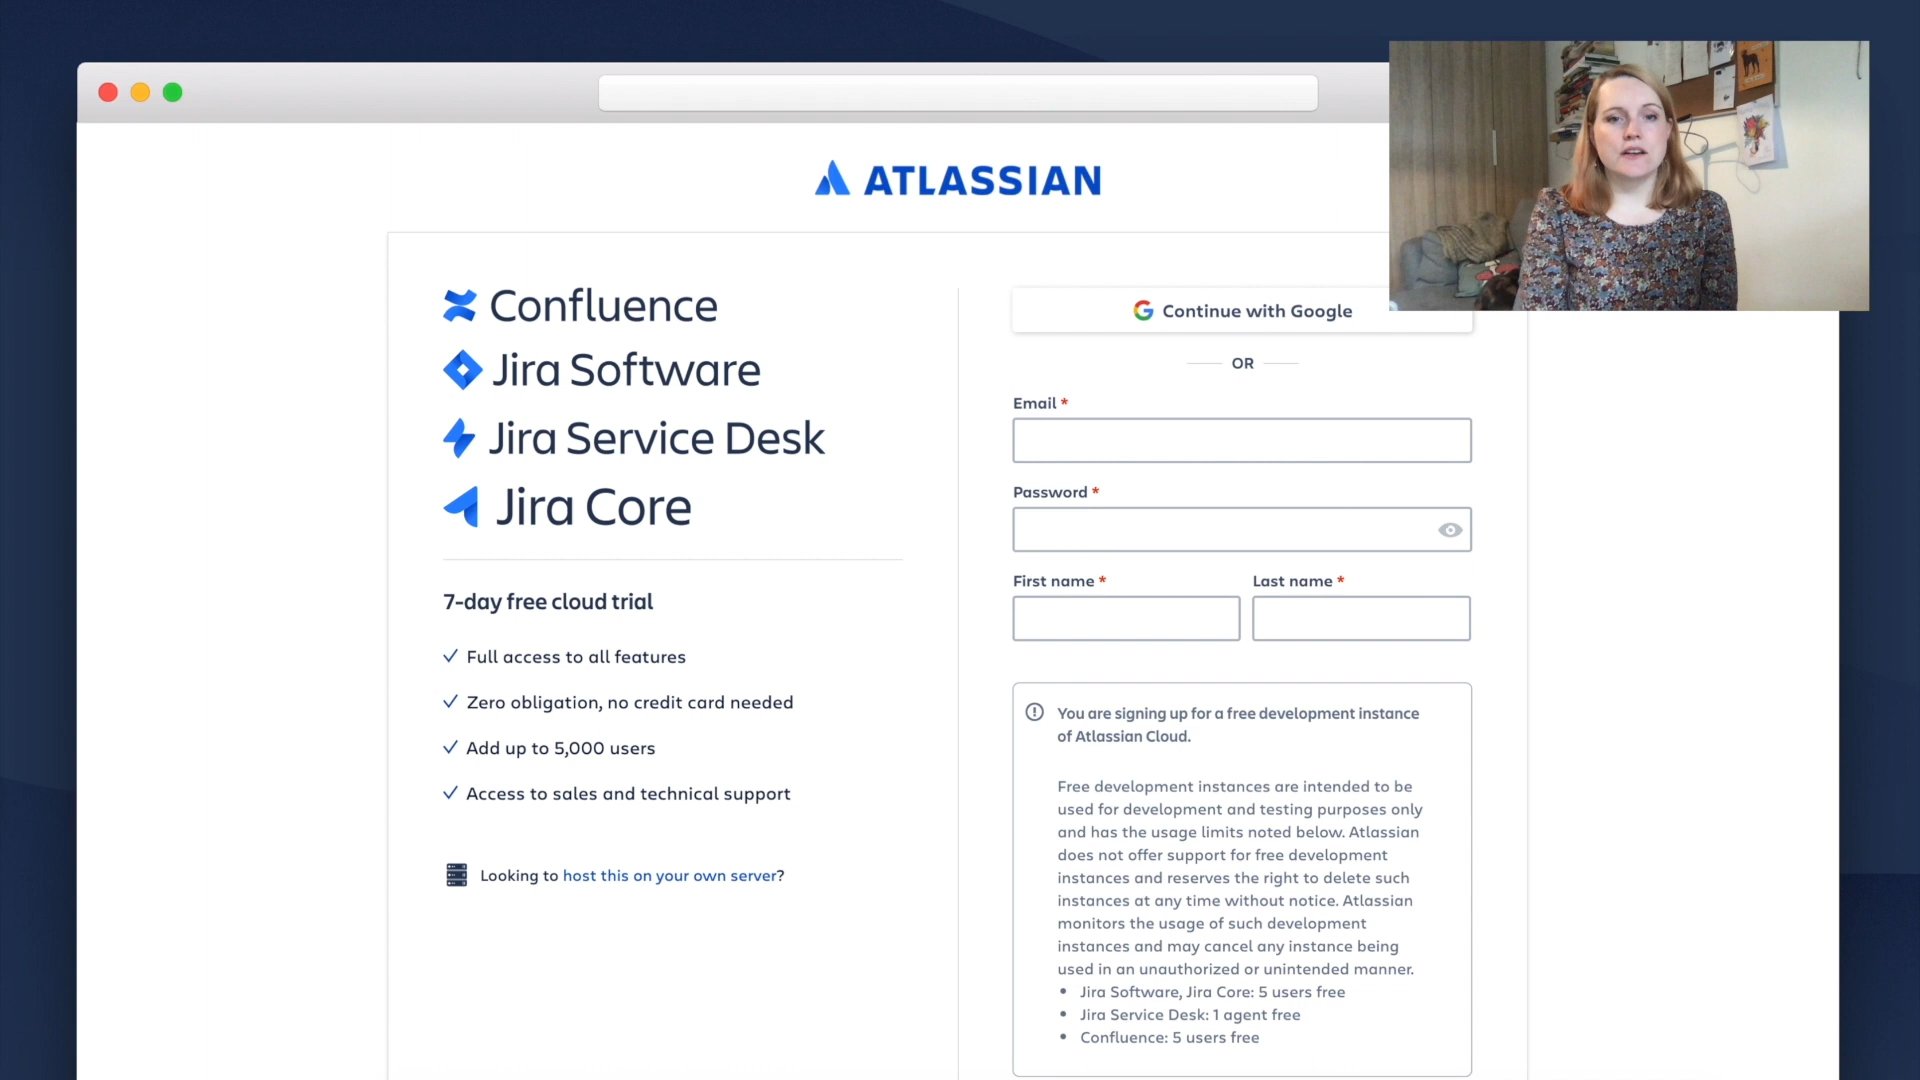 ATLASSIAN
Confluence
Jira Software
Jira Service Desk
Jira Core
7-day free cloud trial
Full access to all features
Zero obligation, no credit card needed
Add up to 5,000 users
Access to sales and technical support
Looking to host this on your own server?
Continue with Google
OR
Email *
Password *
First name * Last name *
You are signing up for a free development instance
of Atlassian Cloud.
Free development instances are intended to be
used for development and testing purposes only
and has the usage limits noted below. Atlassian
does not offer support for free development
instances and reserves the right to delete such
instances at any time without notice. Atlassian
monitors the usage of such development
instances and may cancel any instance being
used in an unauthorized or unintended manner.
• Jira Software, Jira Core: 5 users free
• Jira Service Desk: 1 agent free
• Confluence: 5 users free